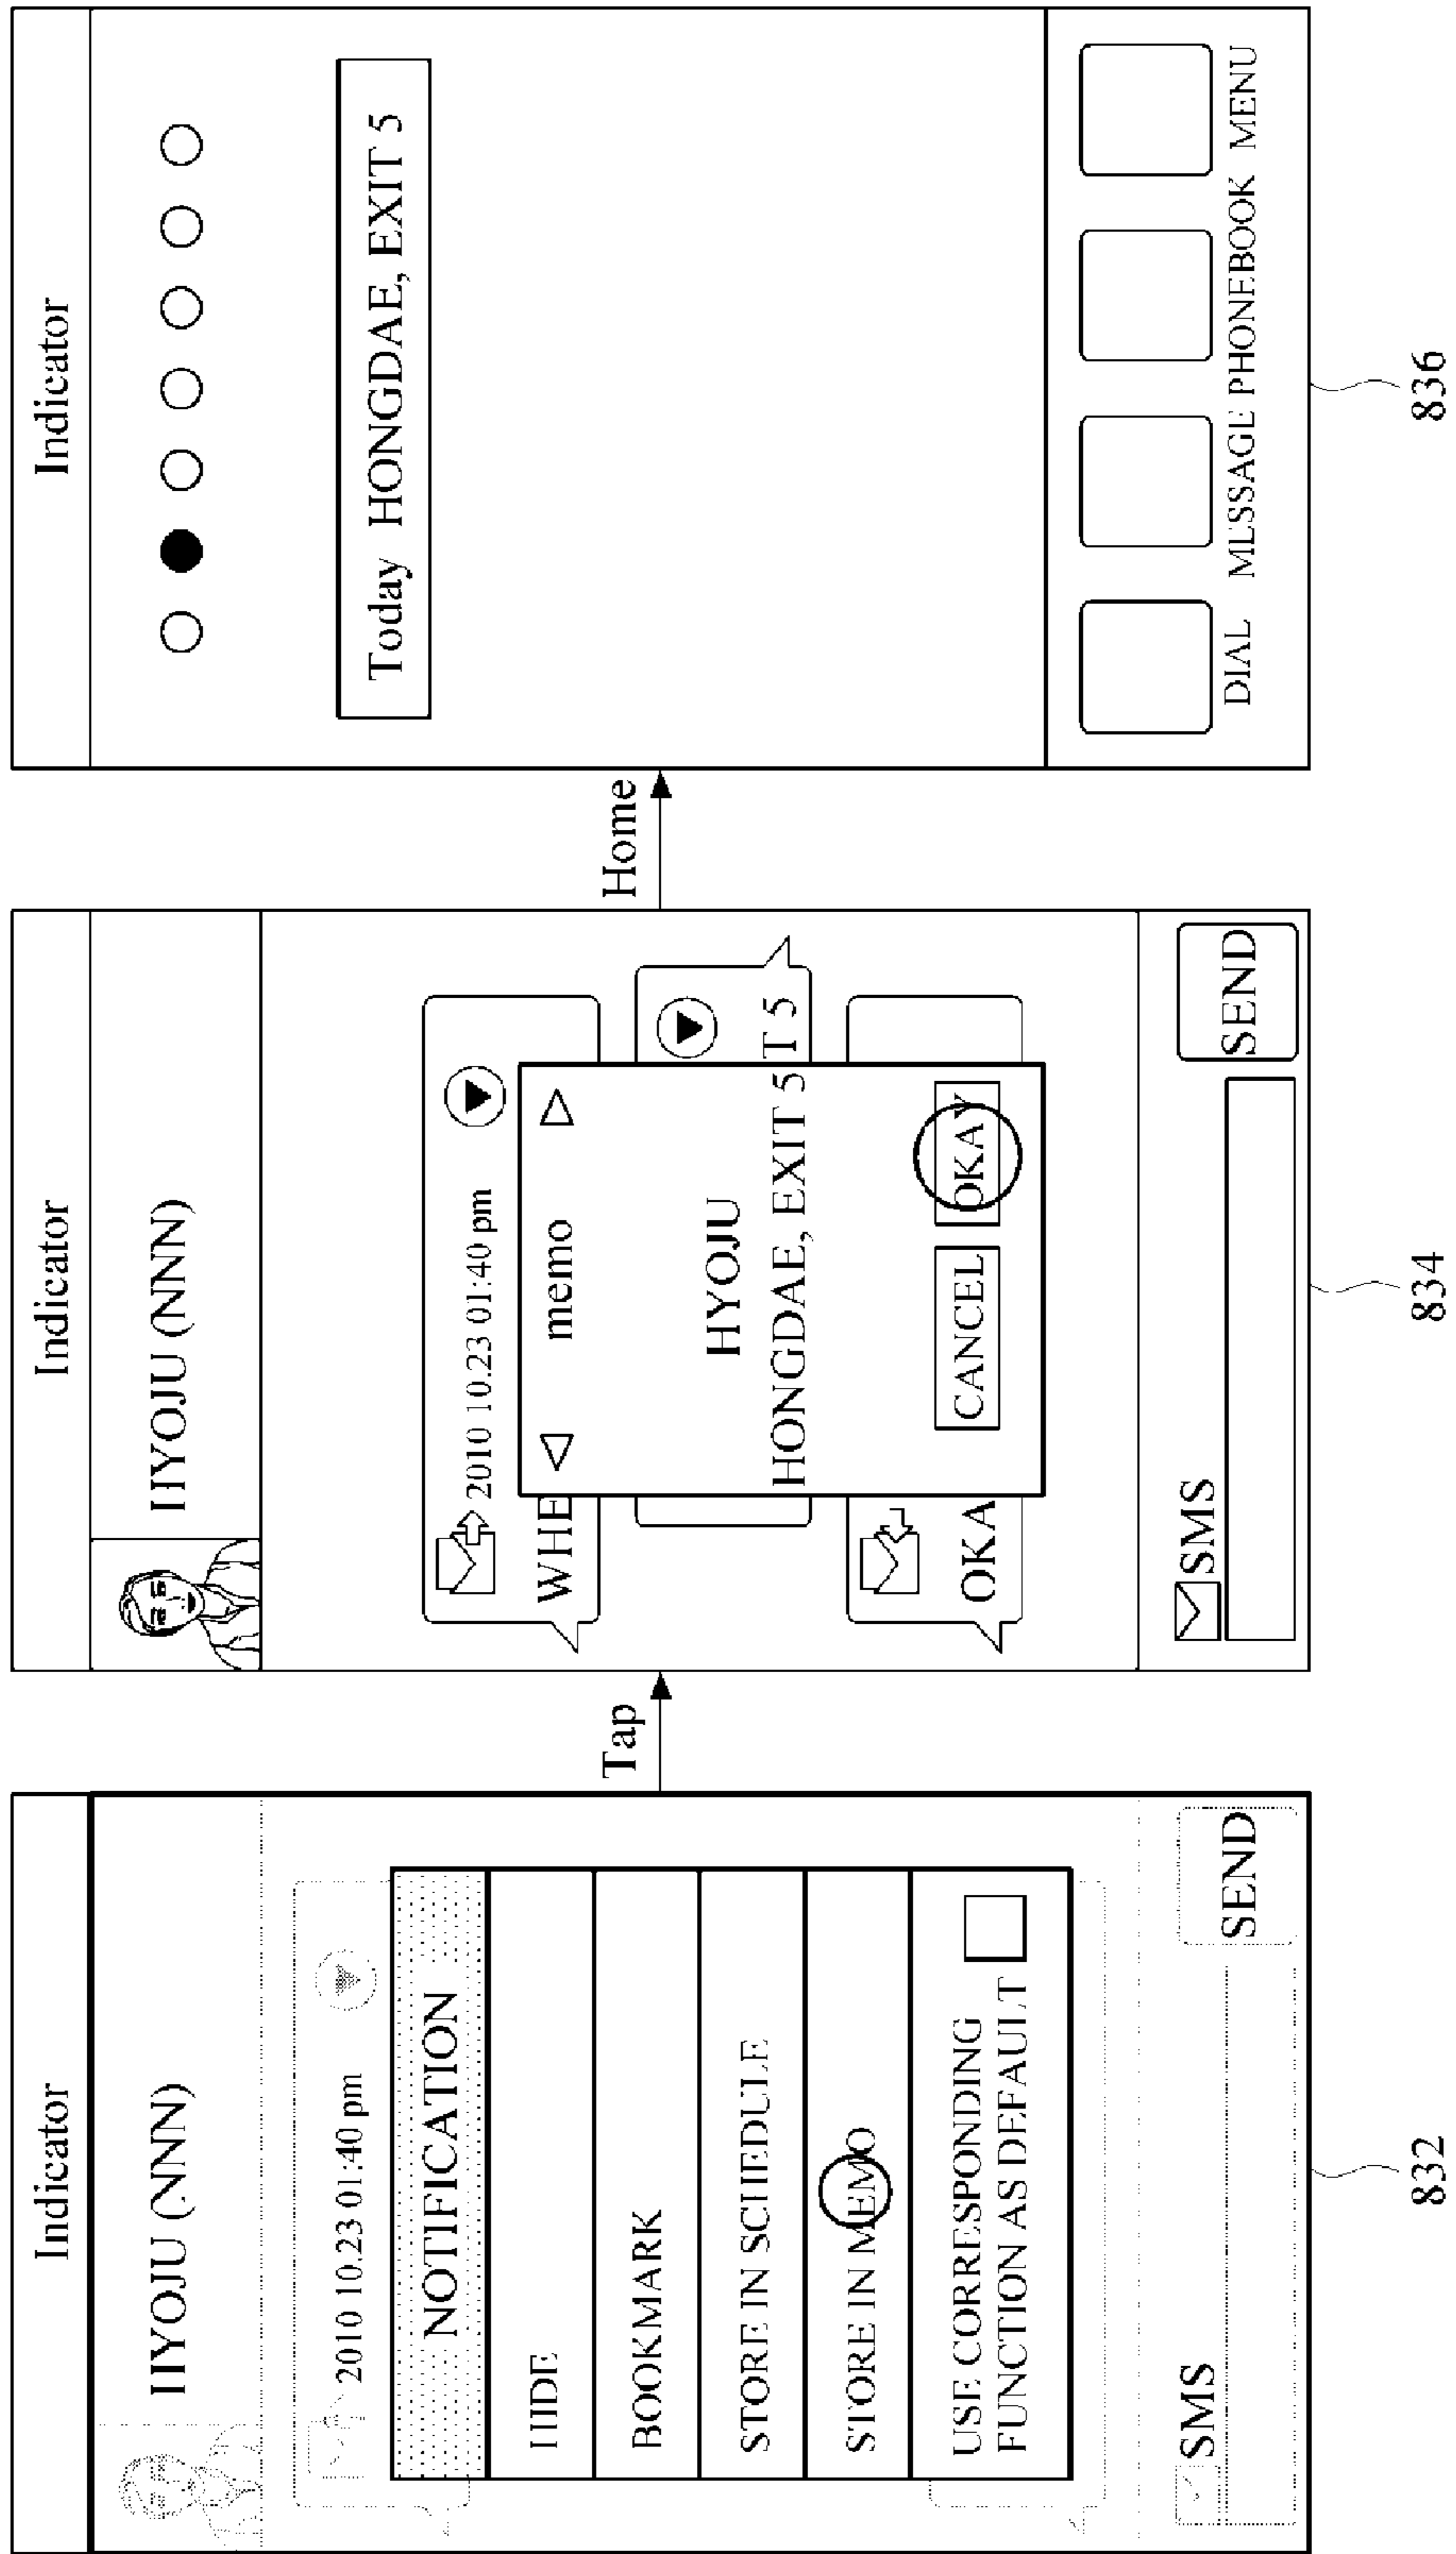 Indicator
HYOJU (NNN)
2010 10.23 01:40 pm
NOTIFICATION
HIDE
BOOKMARK
STORE IN SCHEDULE
STORE IN MEMO
USE CORRESPONDING
FUNCTION AS DEFAULT
SMS
SEND
832
Tap
Indicator
HYOJU (NNN)
2010 10.23 01:40 pm
WHE
memo
HYOJU
HONGDAE, EXIT 5
T 5
CANCEL
OKAY
OKA
SMS
SEND
834
Home
Indicator
Today HONGDAE, EXIT 5
DIAL MESSAGE PHONEBOOK MENU
836